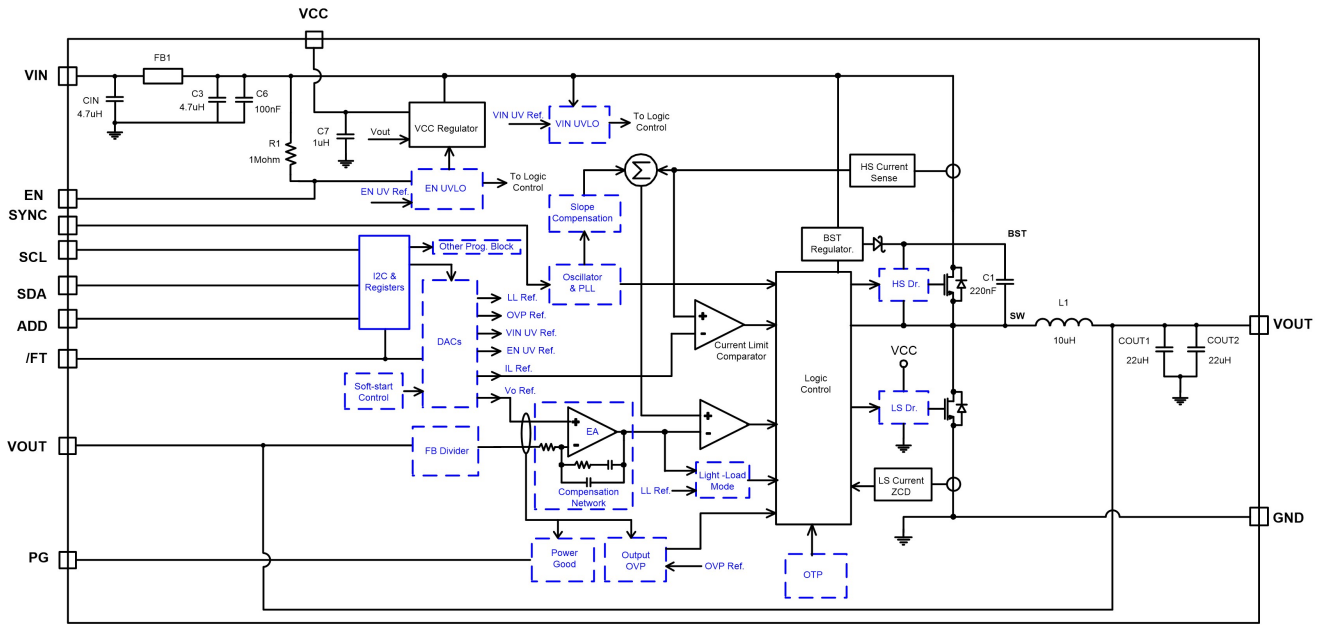 VCC
VIN
FB1
CIN
4.7uH
C3
4.7uH
C6
100nF
R1
1Mohm
C7
1uH
Vout
VCC Regulator
VIN UV Ref.
VIN UVLO
To Logic
Control
EN
EN UV Ref.
EN UVLO
To Logic
Control
Σ
HS Current
Sense
SYNC
Slope
Compensation
BST
Regulator.
BST
SCL
I2C &
Registers
Other Prog. Block
Oscillator
& PLL
HS Dr.
C1
220nF
SDA
ADD
/FT
DACs
LL Ref.
OVP Ref.
VIN UV Ref.
EN UV Ref.
IL Ref.
Vo Ref.
+
-
Current Limit
Comparator
Logic
Control
SW
L1
10uH
VOUT
COUT1
22uH
COUT2
22uH
VCC
LS Dr.
Soft-start
Control
VOUT
FB Divider
+
-
EA
Compensation
Network
+
-
LL Ref.
Light -Load
Mode
LS Current
ZCD
GND
PG
Power
Good
Output
OVP
OVP Ref.
OTP